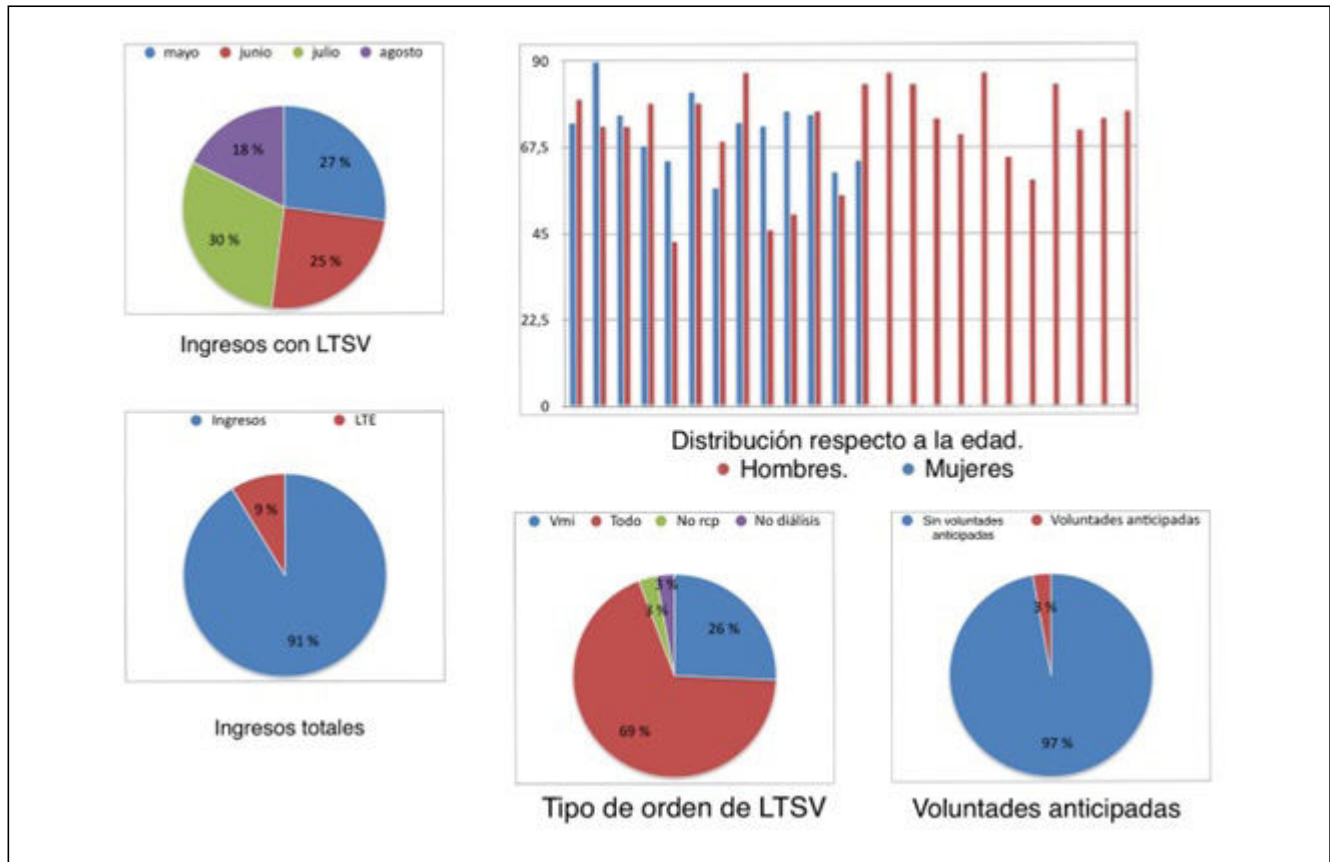 mayo junio julio agosto
18 %
27 %
30 %
25 %
Ingresos con LTSV
90
67,5
45
22,5
0
Distribución respecto a la edad.
Hombres. Mujeres
Ingresos LTE
9 %
91 %
Ingresos totales
Vmi Todo No rcp No diálisis
3 %
3 %
26 %
69 %
Tipo de orden de LTSV
Sin voluntades Voluntades anticipadas
anticipadas
3 %
97 %
Voluntades anticipadas